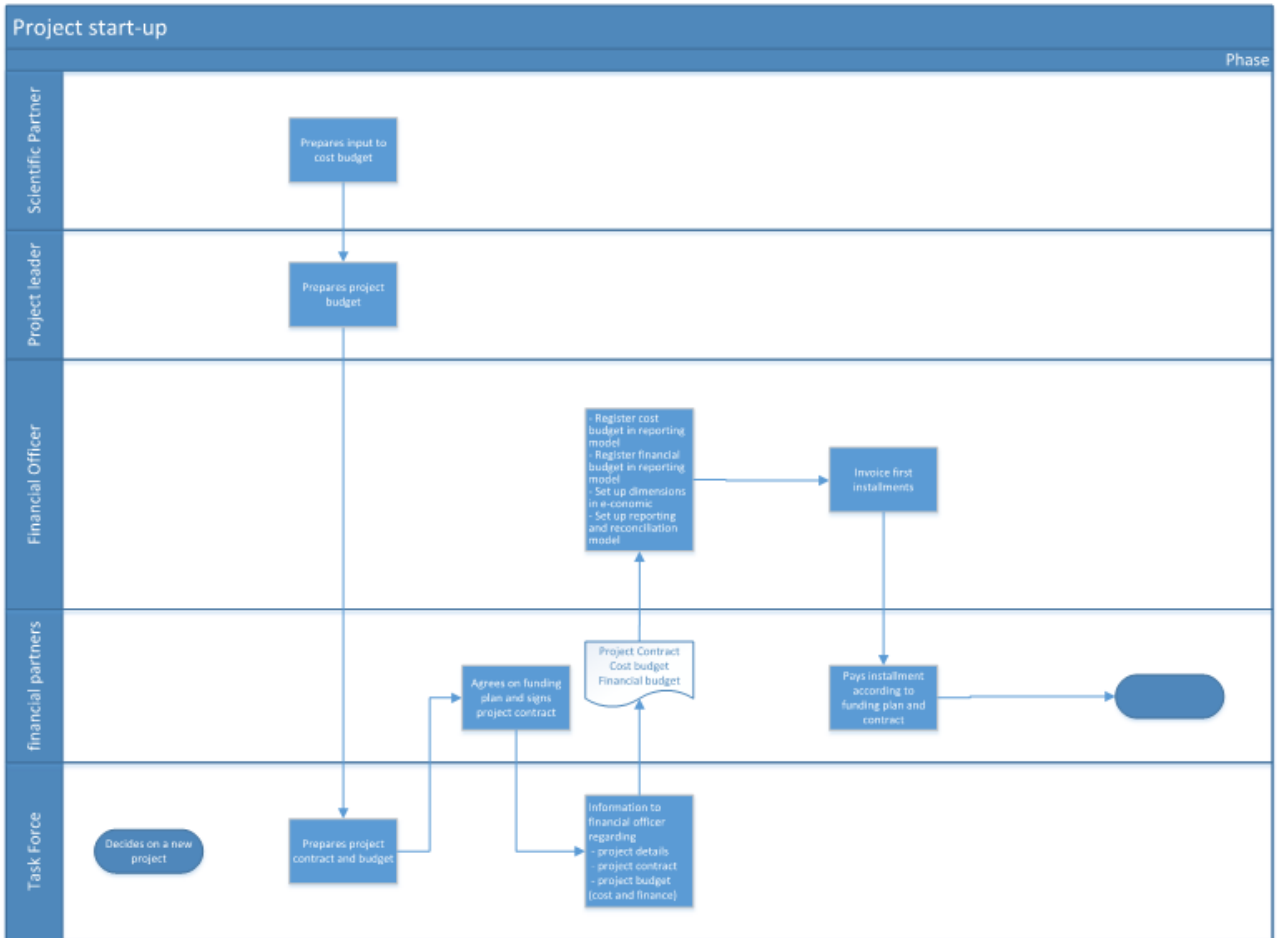 Project start-up
Phase
Scientific Partner
Prepares input to
cost budget
Project leader
Prepares project
budget
Financial Officer
- Register cost
budget in reporting
model
- Register financial
budget in reporting
model
- Set up dimensions
in e-conomic
- Set up reporting
and reconciliation
model
Invoice first
installments
financial partners
Agrees on funding
plan and signs
project contract
Project Contract
Cost budget
Financial budget
Pays installment
according to
funding plan and
contract
Task Force
Decides on a new
project
Prepares project
contract and budget
Information to
financial officer
regarding
- project details
- project contract
- project budget
(cost and finance)